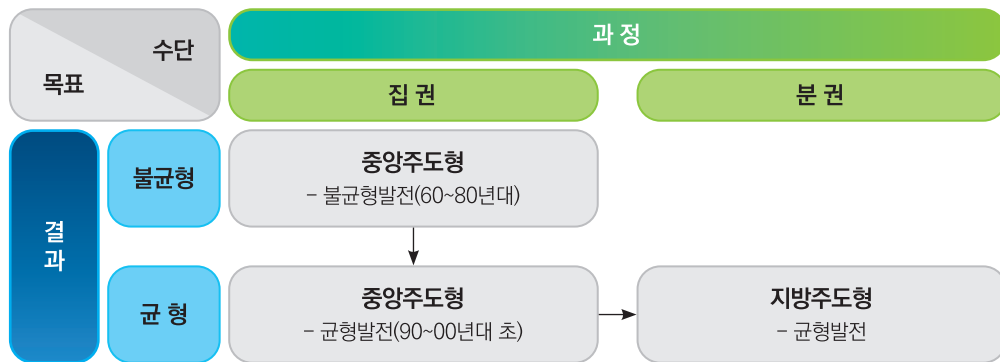 수단
목표
과 정
집 권
분 권
결
과
불균형
중앙주도형
– 불균형발전(60~80년대)
균 형
중앙주도형
– 균형발전(90~00년대 초)
지방주도형
– 균형발전